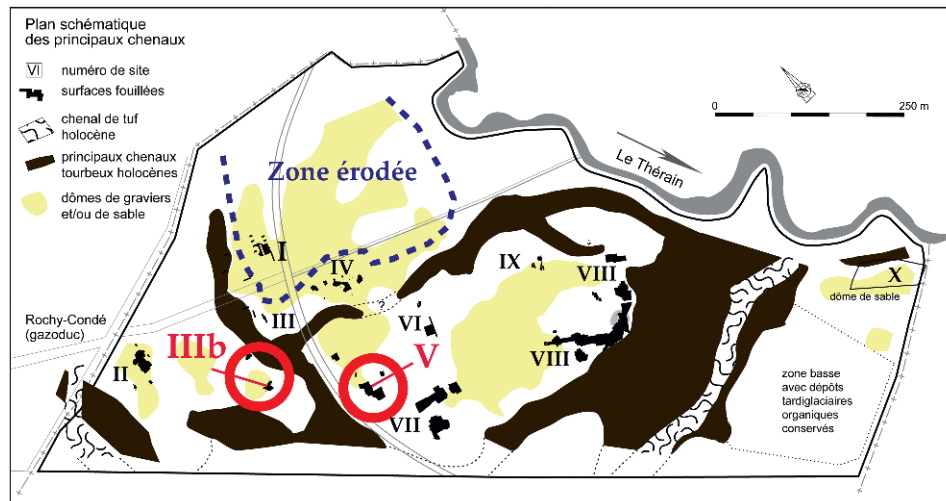 Plan schématique
des principaux chenaux
VI
numéro de site
surfaces fouillées
chenal de tuf
holocène
principaux chenaux
tourbeux holocènes
dômes de graviers
et/ou de sable
0
250 m
Le Thérain
Zone érodée
I
IV
IX
VIII
X
dôme de sable
?
III
VI
Rochy-Condé
(gazoduc)
IIIb
V
VIII
II
VII
zone basse
avec dépôts
tardiglaciaires
organiques
conservés